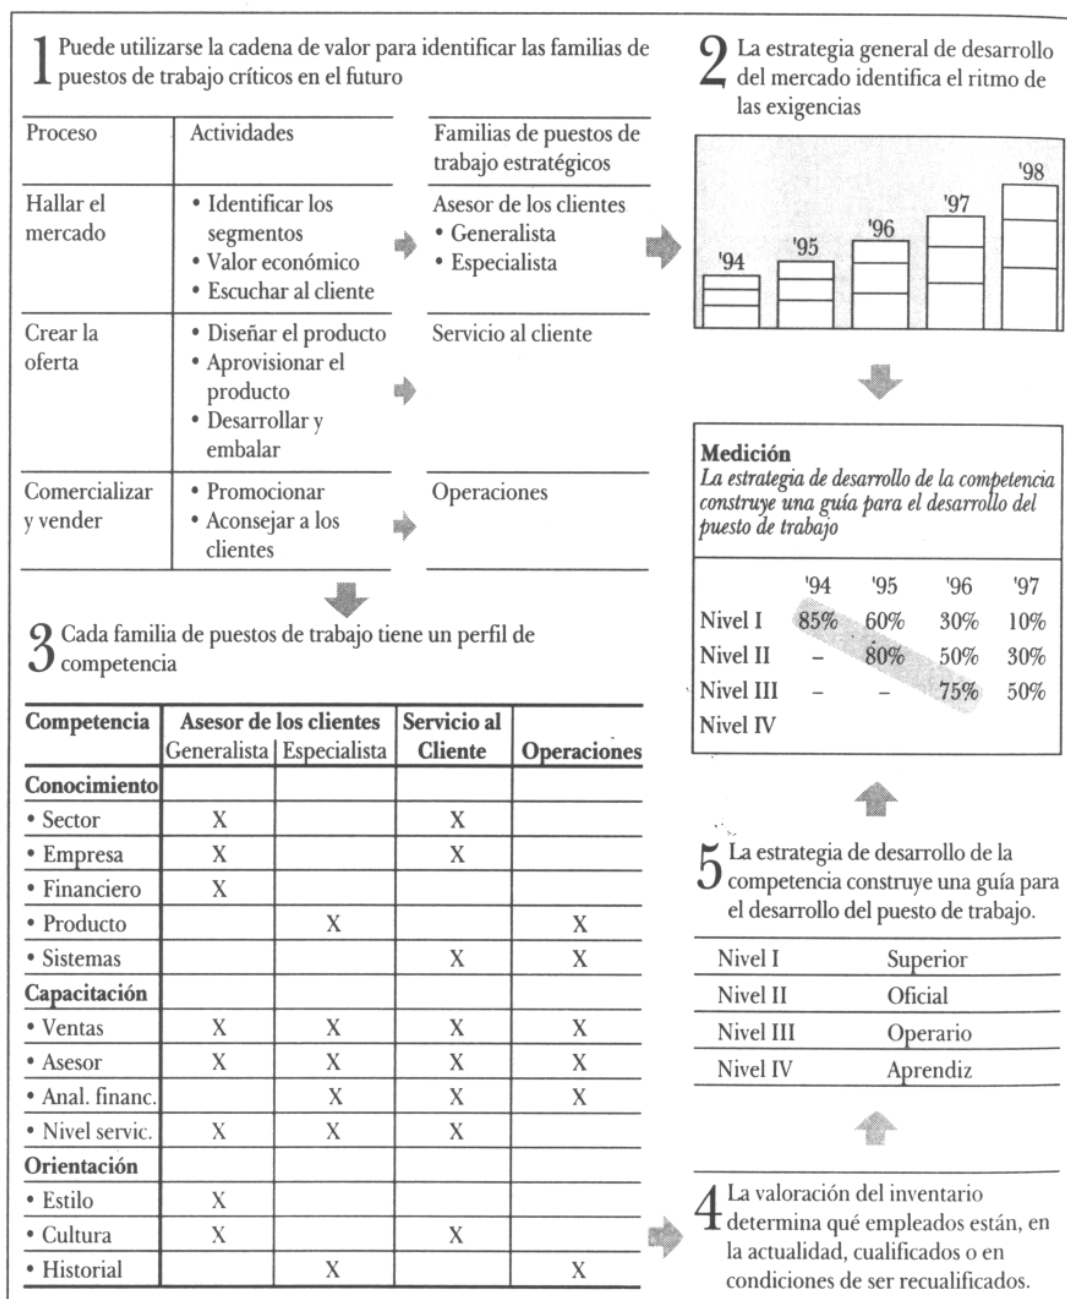 1 Puede utilizarse la cadena de valor para identificar las familias de
puestos de trabajo críticos en el futuro
Proceso Actividades Familias de puestos de
trabajo estratégicos
Hallar el
mercado
• Identificar los
segmentos
• Valor económico
• Escuchar al cliente
Asesor de los clientes
• Generalista
• Especialista
Crear la
oferta
• Diseñar el producto
• Aprovisionar el
producto
• Desarrollar y
embalar
Servicio al cliente
Comercializar
y vender
• Promocionar
• Aconsejar a los
clientes
Operaciones
2 La estrategia general de desarrollo
del mercado identifica el ritmo de
las exigencias
'94 '95 '96 '97 '98
Medición
La estrategia de desarrollo de la competencia
construye una guía para el desarrollo del
puesto de trabajo
'94 '95 '96 '97
Nivel I 85% 60% 30% 10%
Nivel II – 80% 50% 30%
Nivel III – – 75% 50%
Nivel IV
3 Cada familia de puestos de trabajo tiene un perfil de
competencia
Competencia Asesor de los clientes Servicio al
Generalista Especialista Cliente Operaciones
Conocimiento
• Sector X X
• Empresa X X
• Financiero X
• Producto X X
• Sistemas X X
Capacitación
• Ventas X X X X
• Asesor X X X X
• Anal. financ. X X X
• Nivel servic. X X X
Orientación
• Estilo X
• Cultura X X
• Historial X X
4 La valoración del inventario
determina qué empleados están, en
la actualidad, cualificados o en
condiciones de ser recualificados.
5 La estrategia de desarrollo de la
competencia construye una guía para
el desarrollo del puesto de trabajo.
Nivel I Superior
Nivel II Oficial
Nivel III Operario
Nivel IV Aprendiz